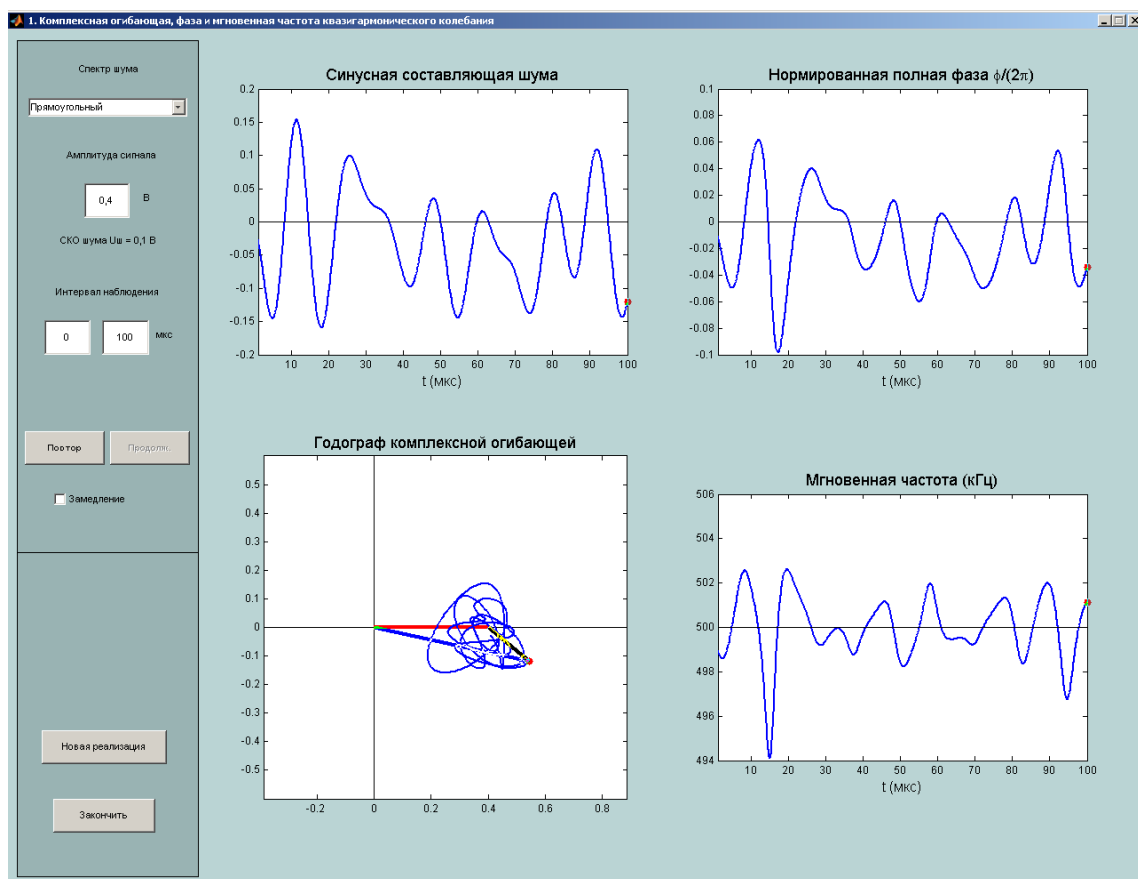 1. Комплексная огибающая, фаза и мгновенная частота квазигармонического колебания
Спектр шума
Прямоугольный
Амплитуда сигнала
0,4 В
СКО шума Uш = 0,1 В
Интервал наблюдения
0 100 мкс
Повтор Продолж.
Замедление
Новая реализация
Закончить
Синусная составляющая шума
0.2
0.15
0.1
0.05
0
-0.05
-0.1
-0.15
-0.2
10 20 30 40 50 60 70 80 90 100
t (мкс)
Нормированная полная фаза ϕ/(2π)
0.1
0.08
0.06
0.04
0.02
0
-0.02
-0.04
-0.06
-0.08
-0.1
10 20 30 40 50 60 70 80 90 100
t (мкс)
Годограф комплексной огибающей
0.5
0.4
0.3
0.2
0.1
0
-0.1
-0.2
-0.3
-0.4
-0.5
-0.2 0 0.2 0.4 0.6 0.8
Мгновенная частота (кГц)
506
504
502
500
498
496
494
10 20 30 40 50 60 70 80 90 100
t (мкс)